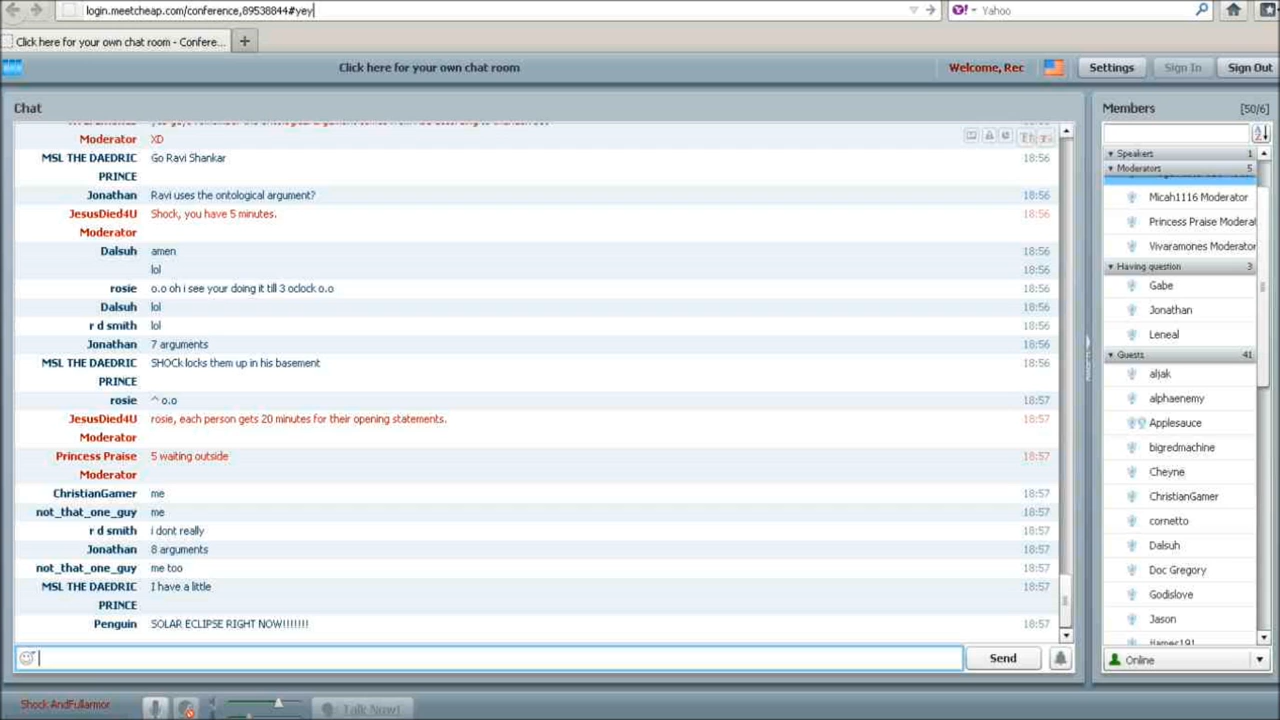 login.meetcheap.com/conference,89538844#yey
Yahoo
Click here for your own chat room - Confere...
Click here for your own chat room
Welcome, Rec
Settings
Sign In
Sign Out
Chat
Members [50/6]
Moderator XD
MSL THE DAEDRIC PRINCE Go Ravi Shankar 18:56
Jonathan Ravi uses the ontological argument? 18:56
JesusDied4U Moderator Shock, you have 5 minutes. 18:56
Dalsuh amen 18:56
lol 18:56
rosie o.o oh i see your doing it till 3 oclock o.o 18:56
Dalsuh lol 18:56
r d smith lol 18:56
Jonathan 7 arguments 18:56
MSL THE DAEDRIC PRINCE SHOCk locks them up in his basement 18:56
rosie ^ o.o 18:57
JesusDied4U Moderator rosie, each person gets 20 minutes for their opening statements. 18:57
Princess Praise Moderator 5 waiting outside 18:57
ChristianGamer me 18:57
not_that_one_guy me 18:57
r d smith i dont really 18:57
Jonathan 8 arguments 18:57
not_that_one_guy me too 18:57
MSL THE DAEDRIC PRINCE I have a little 18:57
Penguin SOLAR ECLIPSE RIGHT NOW!!!!!!! 18:57
Send
Speakers 1
Moderators 5
Micah1116 Moderator
Princess Praise Moderat
Vivaramones Moderator
Having question 3
Gabe
Jonathan
Leneal
Guests 41
aljak
alphaenemy
Applesauce
bigredmachine
Cheyne
ChristianGamer
cornetto
Dalsuh
Doc Gregory
Godislove
Jason
Online
Shock AndFullarmor
Talk Now!